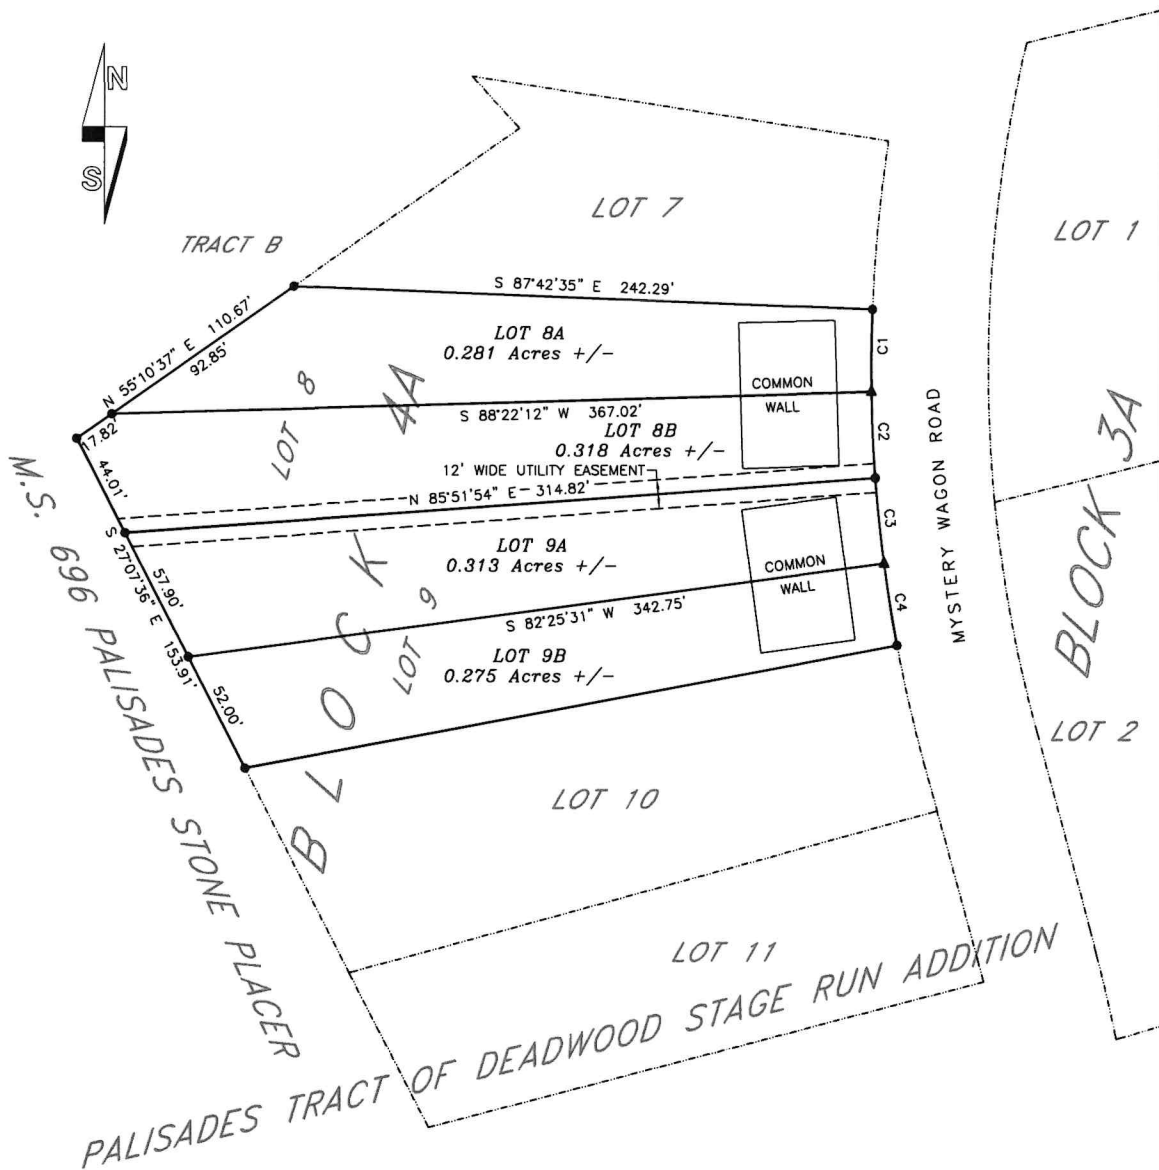 N
S
TRACT B
LOT 7
LOT 1
S 87°42'35" E 242.29'
N 55°10'37" E 110.67'
92.85'
LOT 8A
0.281 Acres +/-
C1
COMMON
WALL
S 88°22'12" W 367.02'
17.82'
LOT 8
4A
LOT 8B
0.318 Acres +/-
C2
44.01'
12' WIDE UTILITY EASEMENT
N 85°51'54" E 314.82'
C3
MYSTERY WAGON ROAD
3A
BLOCK
LOT 9A
0.313 Acres +/-
COMMON
WALL
57.90'
S 27°07'36" E 153.91'
S 82°25'31" W 342.75'
C4
LOT 9
LOT 9B
0.275 Acres +/-
52.00'
BLOCK
M.S. 696 PALISADES STONE PLACER
LOT 2
LOT 10
LOT 11
PALISADES TRACT OF DEADWOOD STAGE RUN ADDITION